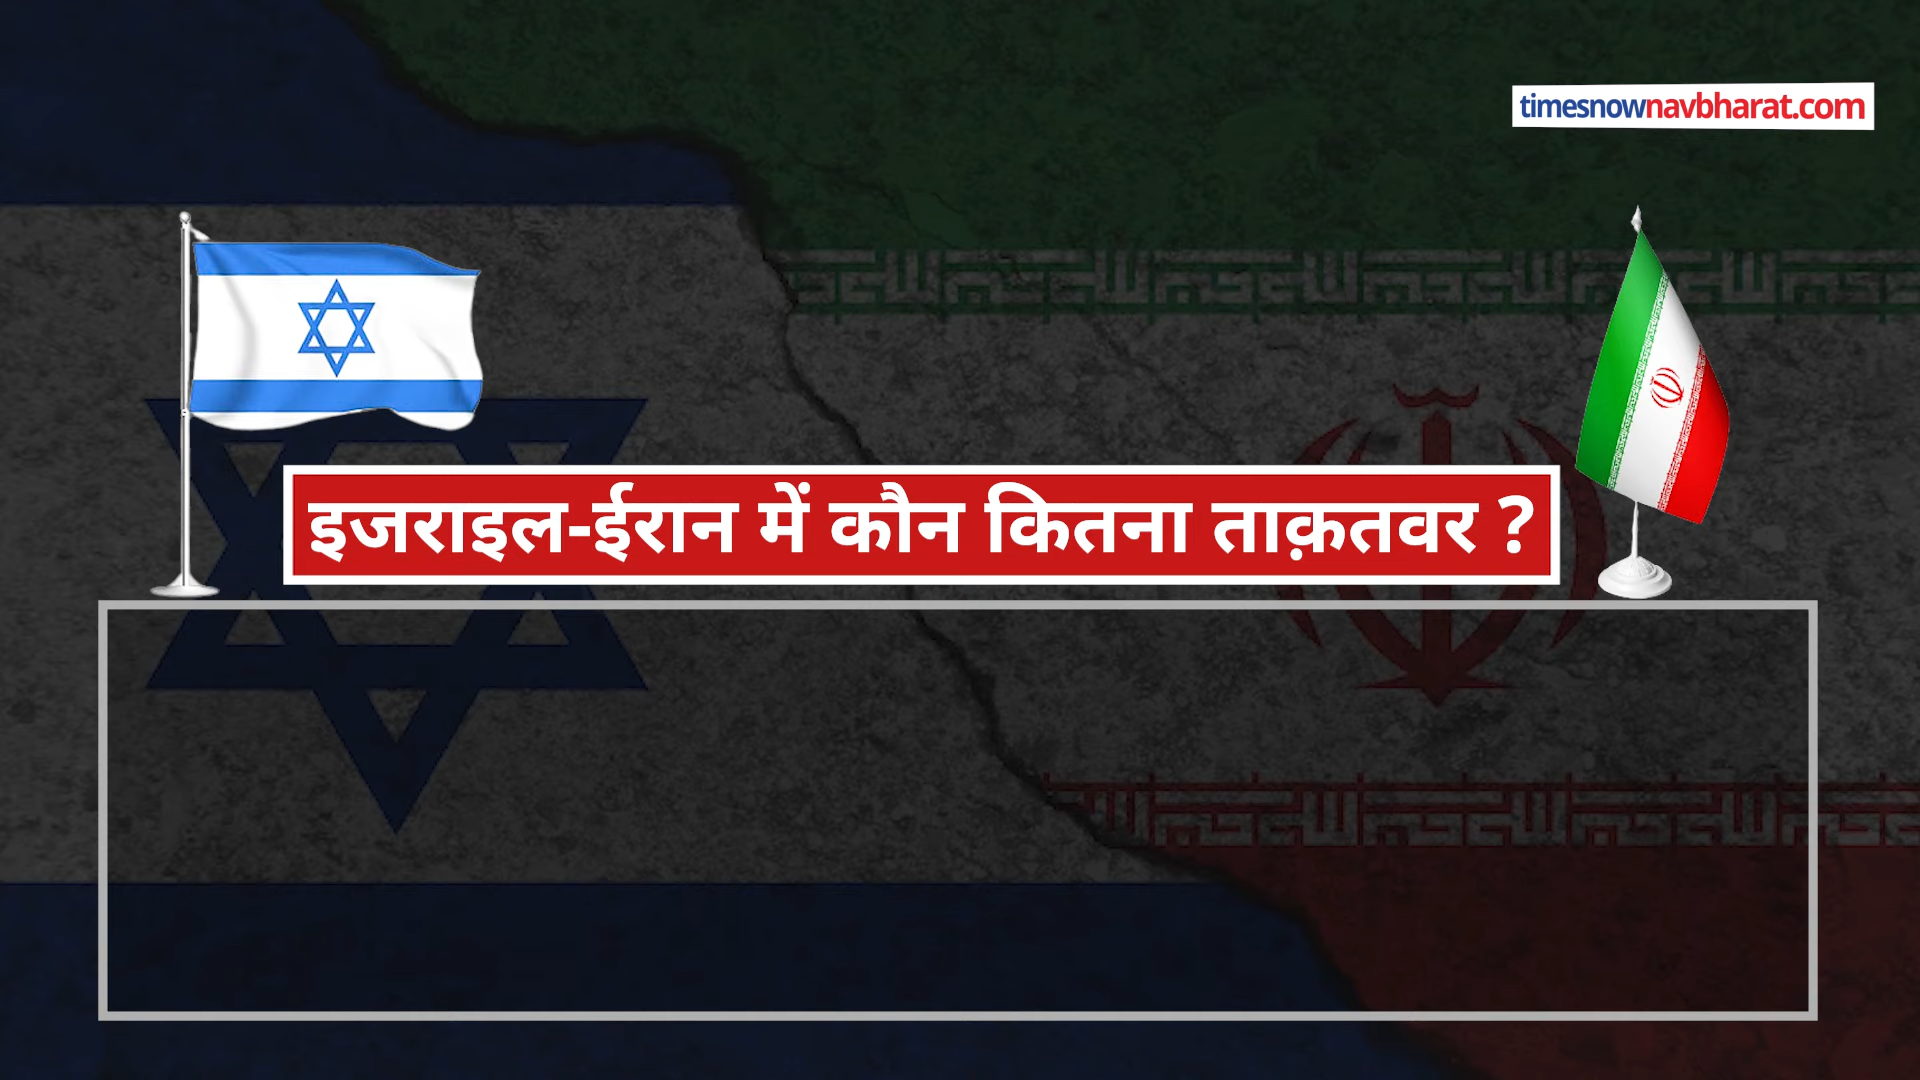 timesnownavbharat.com
इजराइल-ईरान में कौन कितना ताक़तवर ?